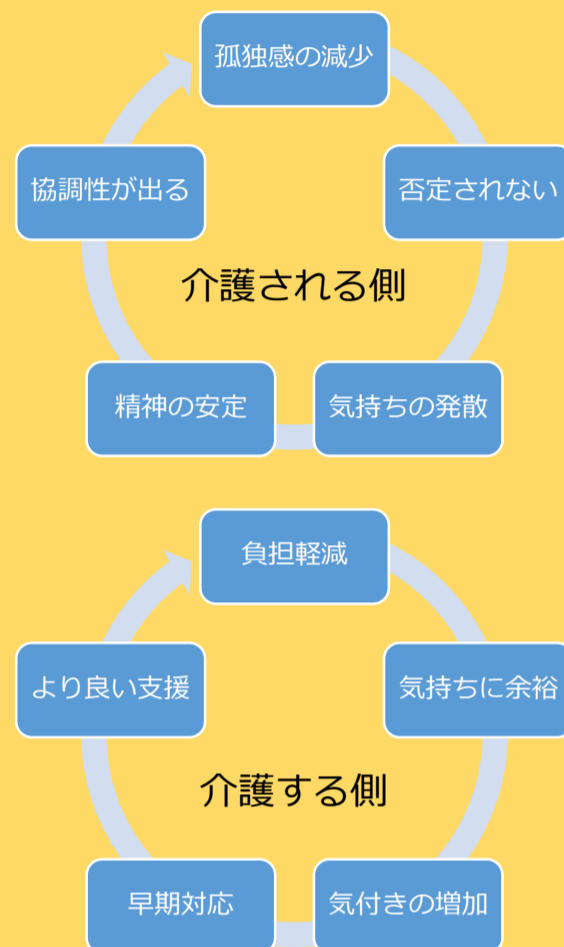 孤独感の減少
否定されない
気持ちの発散
精神の安定
協調性が出る
介護される側
負担軽減
気持ちに余裕
気付きの増加
早期対応
より良い支援
介護する側